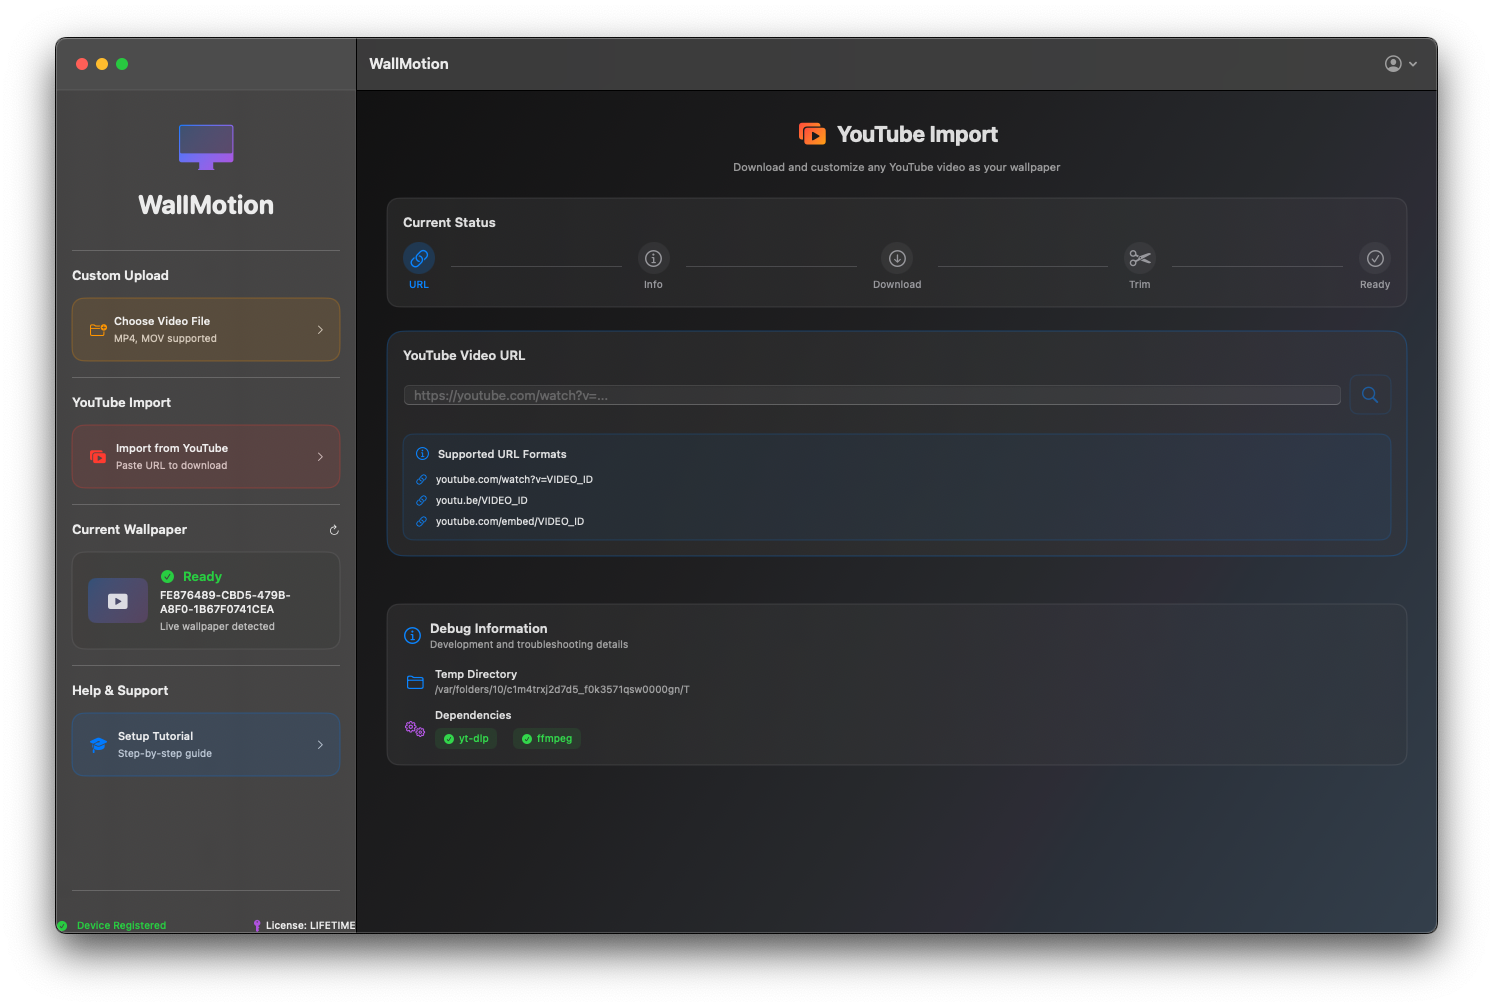 WallMotion
WallMotion
Custom Upload
Choose Video File
MP4, MOV supported
YouTube Import
Import from YouTube
Paste URL to download
Current Wallpaper
Ready
FE876489-CBD5-479B-
A8F0-1B67F0741CEA
Live wallpaper detected
Help & Support
Setup Tutorial
Step-by-step guide
Device Registered
License: LIFETIME
YouTube Import
Download and customize any YouTube video as your wallpaper
Current Status
URL
Info
Download
Trim
Ready
YouTube Video URL
https://youtube.com/watch?v=...
Supported URL Formats
youtube.com/watch?v=VIDEO_ID
youtu.be/VIDEO_ID
youtube.com/embed/VIDEO_ID
Debug Information
Development and troubleshooting details
Temp Directory
/var/folders/10/c1m4trxj2d7d5_f0k3571qsw0000gn/T
Dependencies
yt-dlp
ffmpeg